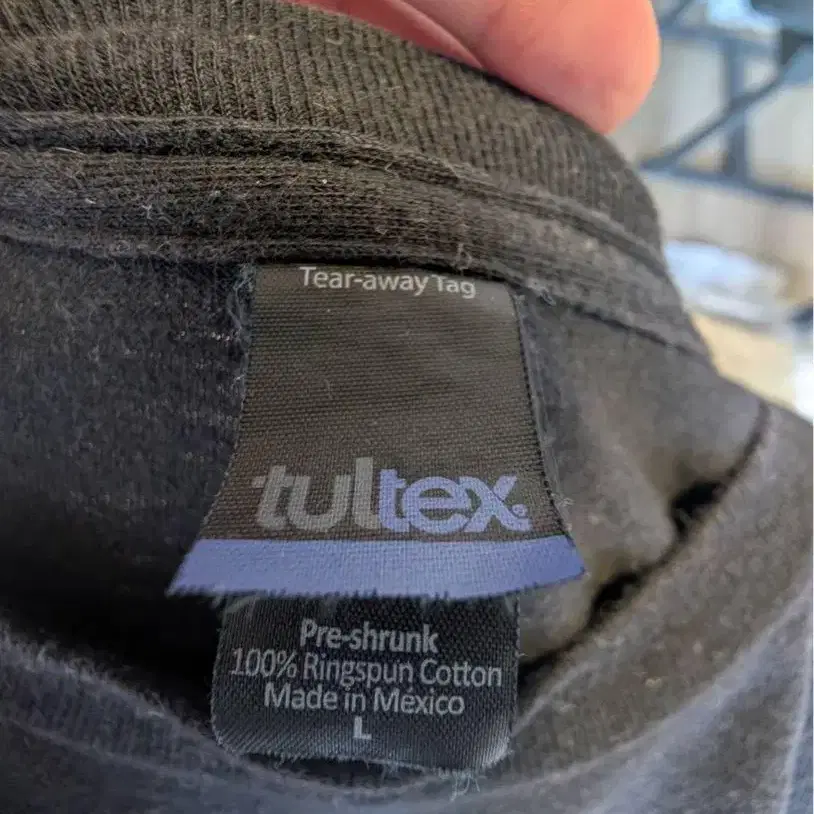 Tear-away Tag
tultex®
Pre-shrunk
100% Ringspun Cotton
Made in México
L